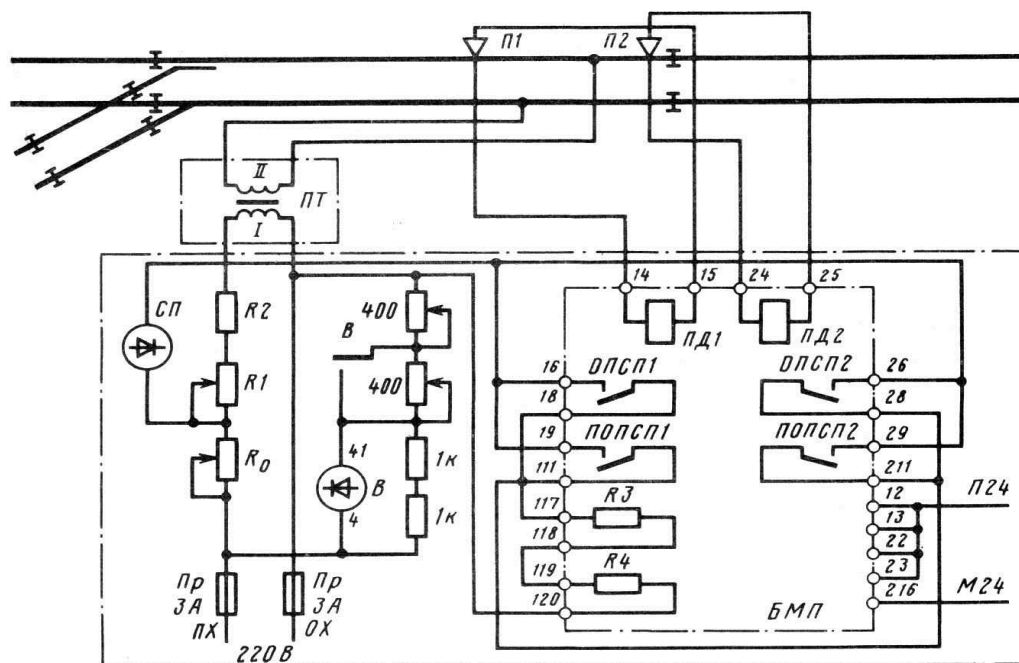 П1
П2
II
ПТ
I
14
15
24
25
СП
R2
400
В
ПД1
ПД2
R1
400
16
ОПСП1
ОПСП2
26
18
28
19
ПОПСП1
ПОПСП2
29
R0
41
1к
111
211
В
117
R3
12
П24
4
1к
118
13
119
R4
22
23
Пр
3А
ПХ
Пр
3А
ОХ
120
216
М24
БМП
220 В